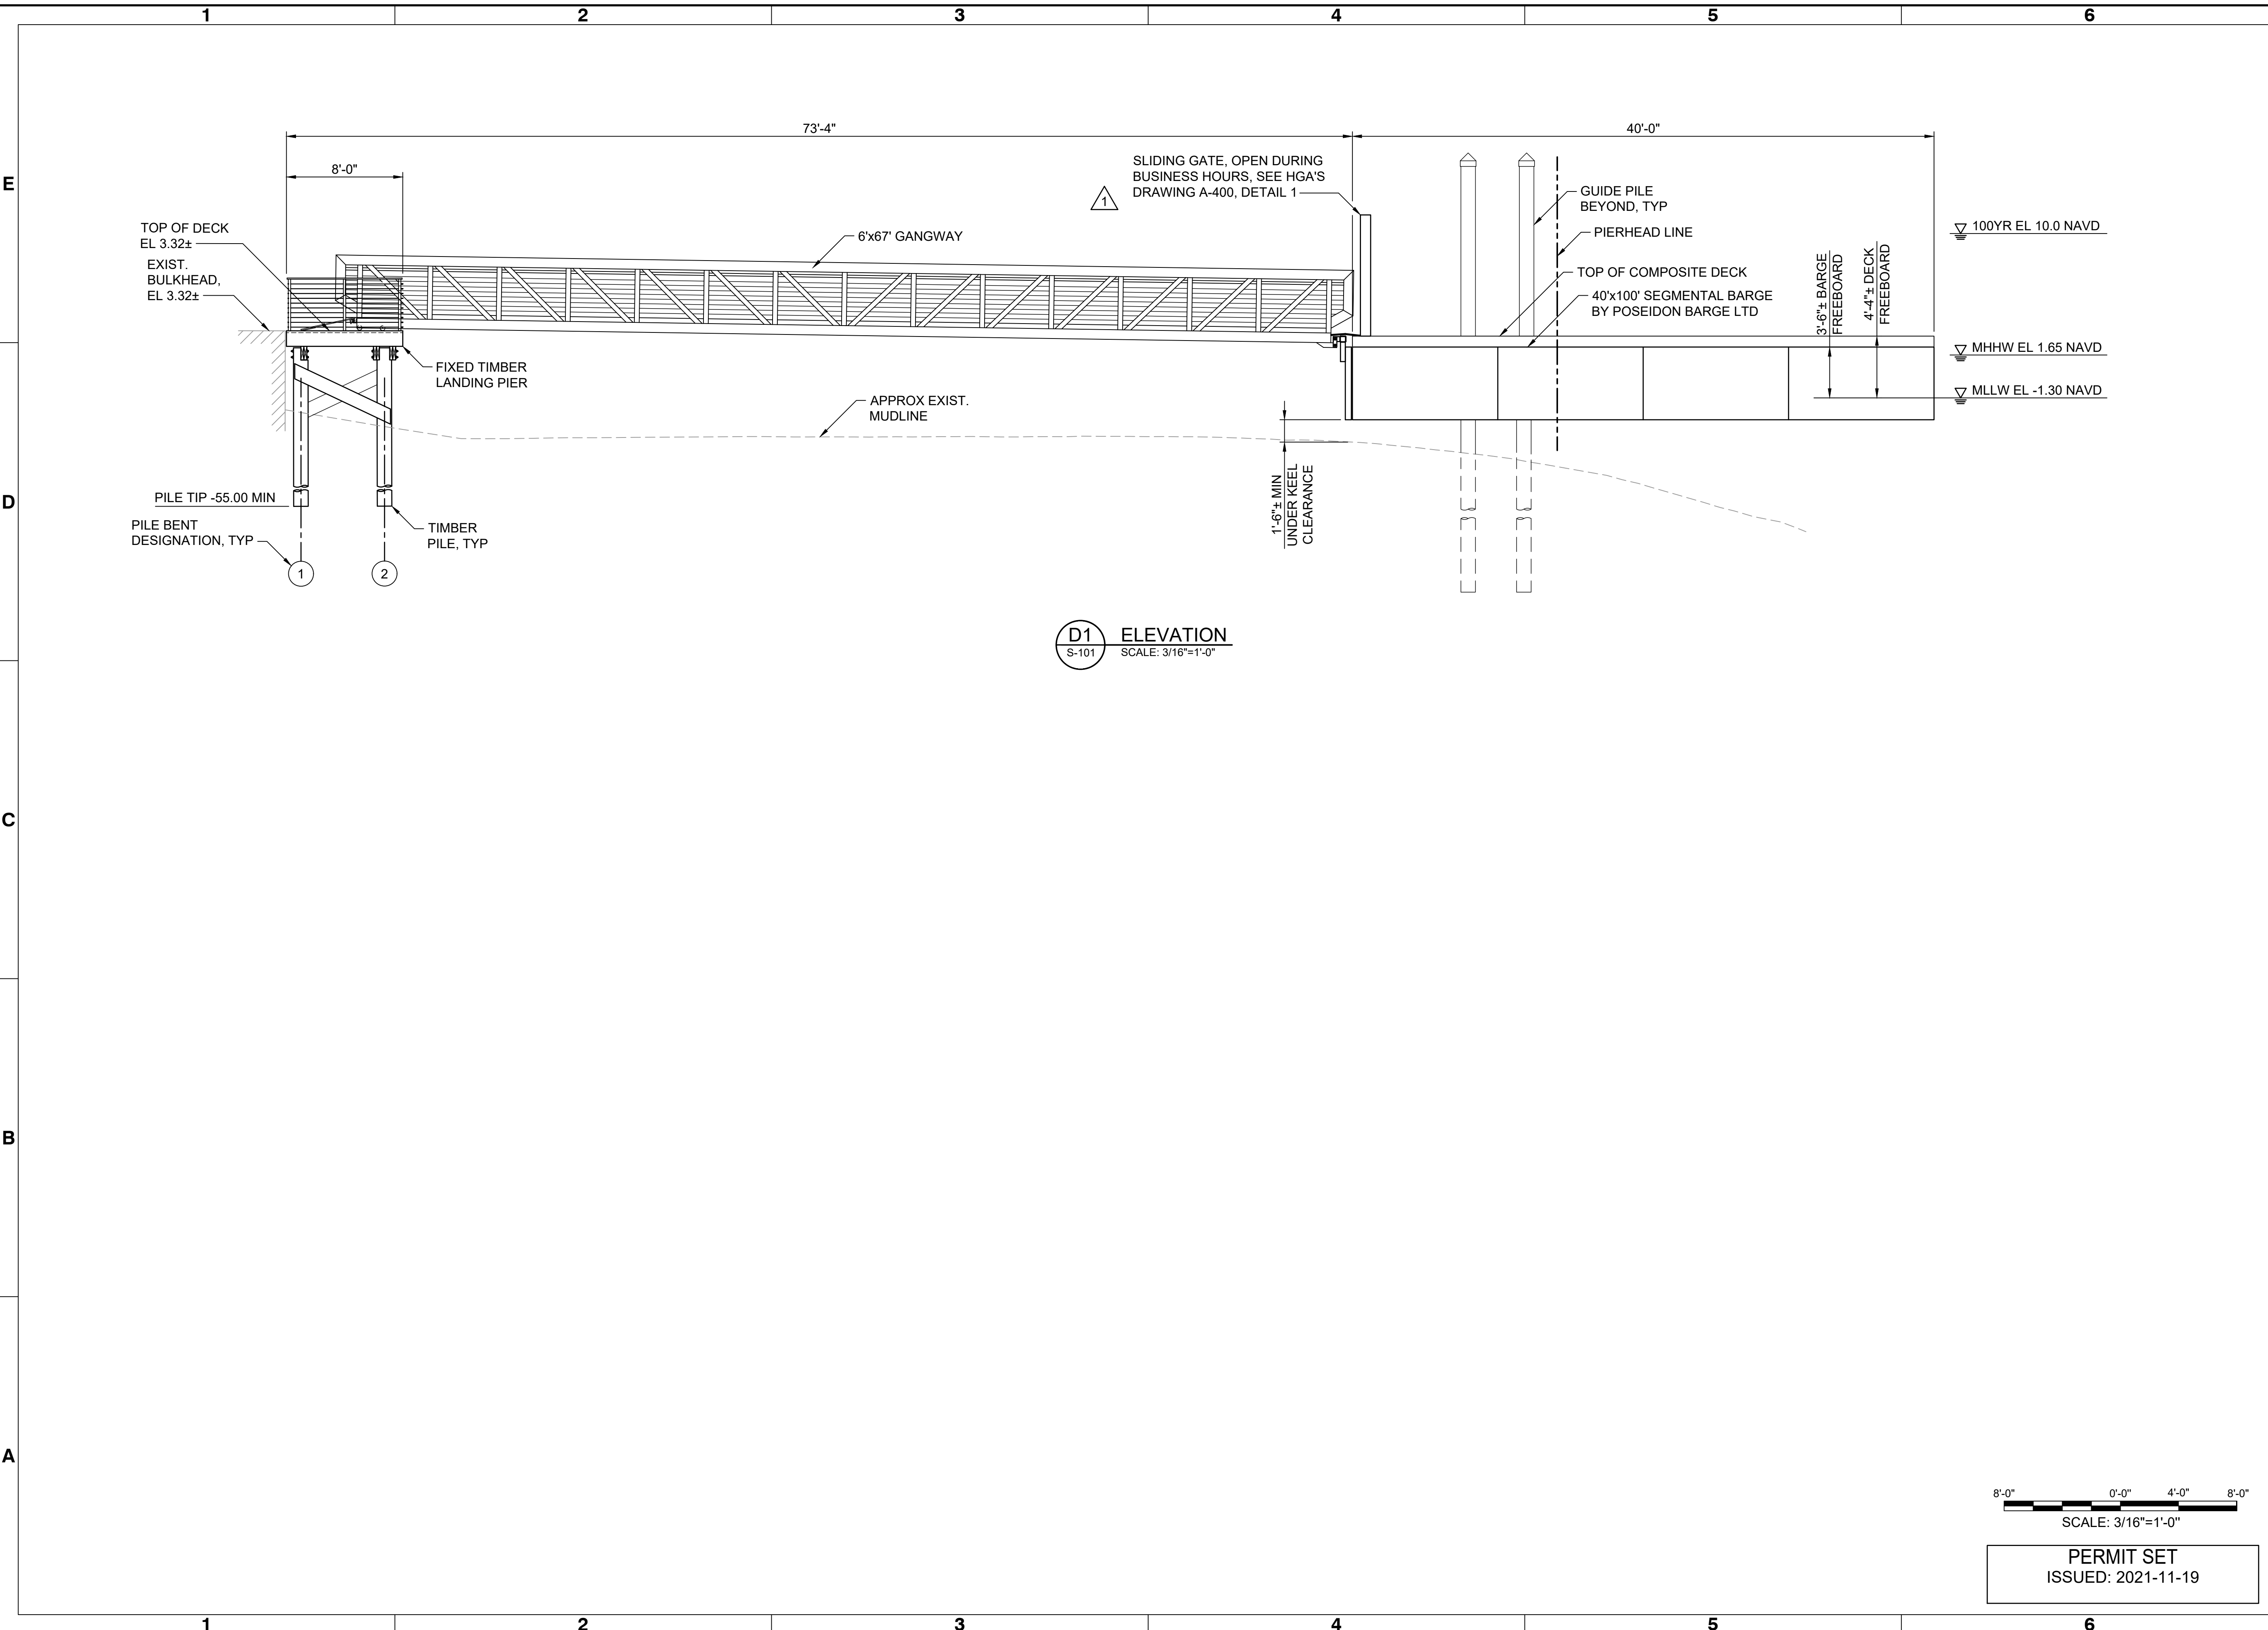 1 2 3 4 5 6
73'-4"
40'-0"
8'-0"
SLIDING GATE, OPEN DURING
BUSINESS HOURS, SEE HGA'S
DRAWING A-400, DETAIL 1
1
E
GUIDE PILE
BEYOND, TYP
TOP OF DECK
EL 3.32±
100YR EL 10.0 NAVD
6'x67' GANGWAY
PIERHEAD LINE
EXIST.
BULKHEAD,
EL 3.32±
TOP OF COMPOSITE DECK
40'x100' SEGMENTAL BARGE
BY POSEIDON BARGE LTD
3'-6"± BARGE
FREEBOARD
4'-4"± DECK
FREEBOARD
MHHW EL 1.65 NAVD
FIXED TIMBER
LANDING PIER
MLLW EL -1.30 NAVD
APPROX EXIST.
MUDLINE
D
PILE TIP -55.00 MIN
1'-6"± MIN
UNDER KEEL
CLEARANCE
PILE BENT
DESIGNATION, TYP
TIMBER
PILE, TYP
1
2
D1
S-101
ELEVATION
SCALE: 3/16"=1'-0"
C
B
A
8'-0" 0'-0" 4'-0" 8'-0"
SCALE: 3/16"=1'-0"
PERMIT SET
ISSUED: 2021-11-19
1 2 3 4 5 6